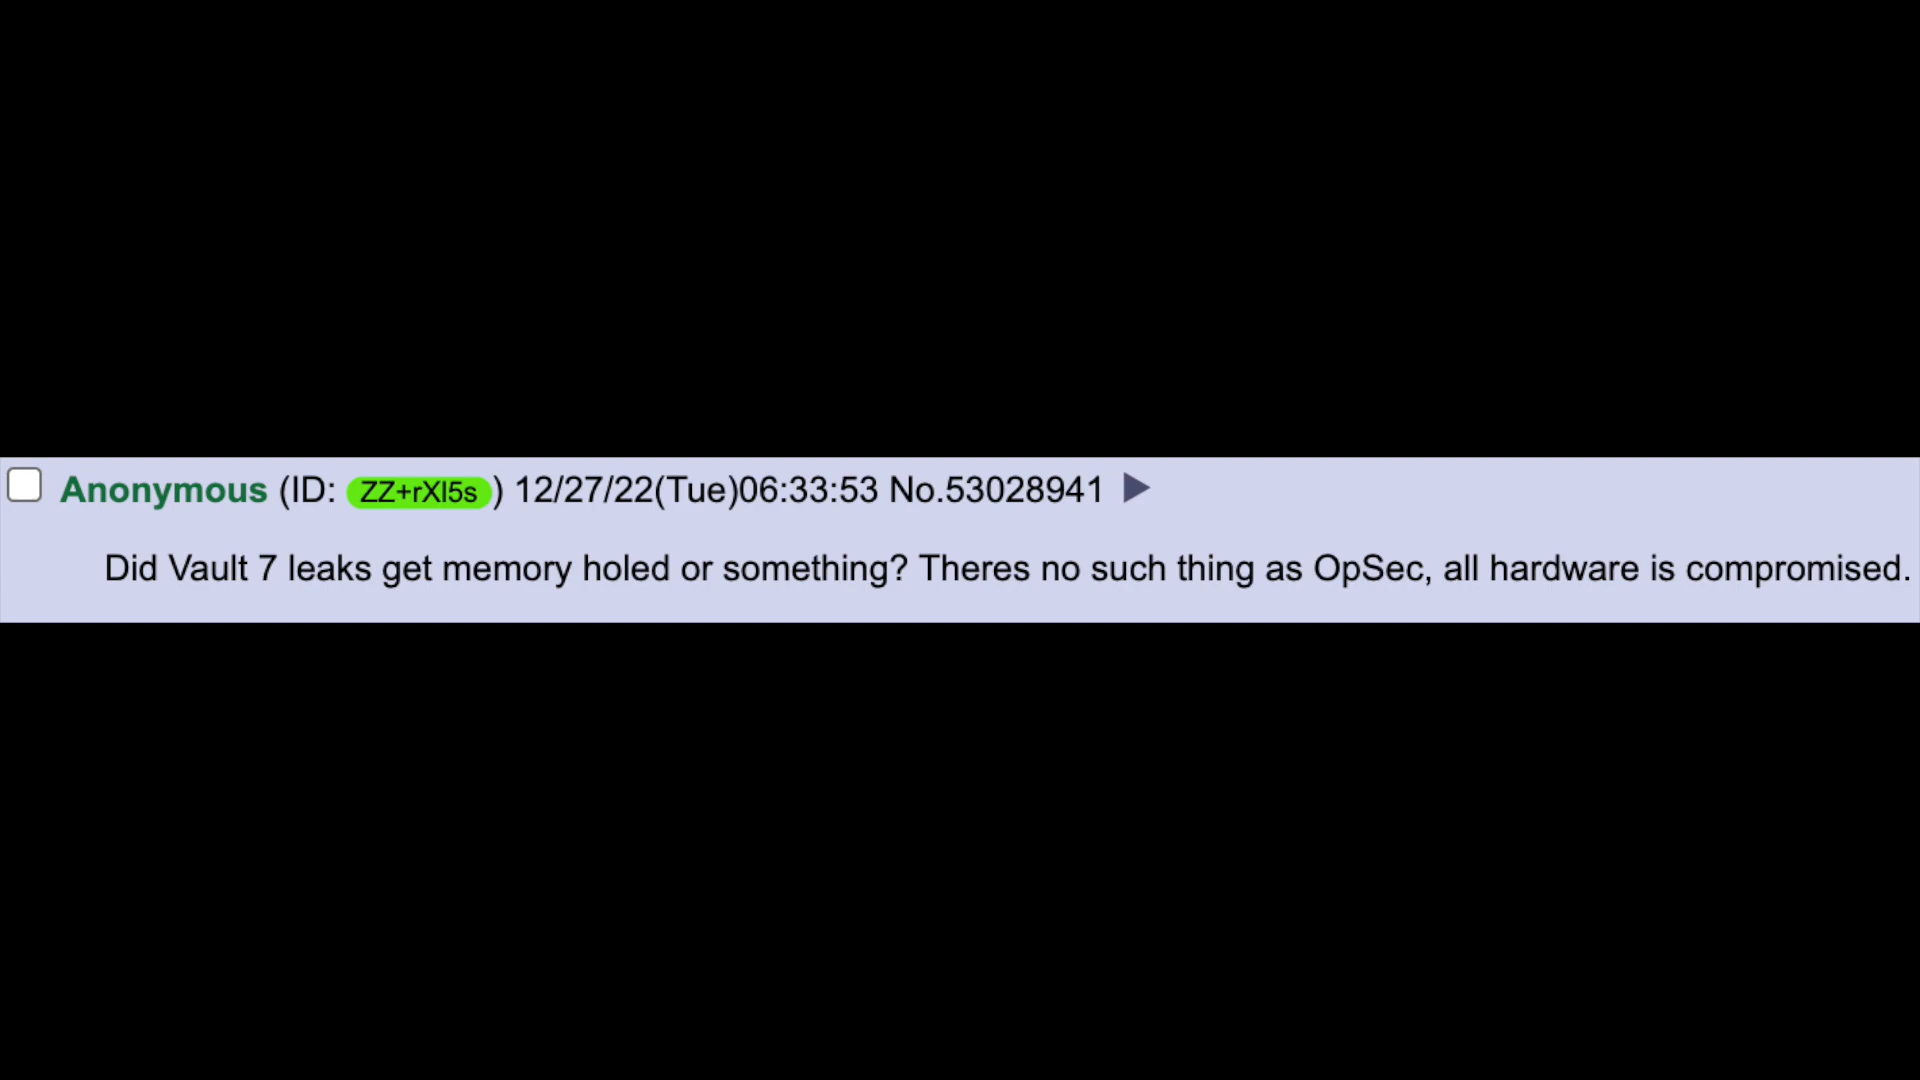 Anonymous (ID: ZZ+rXI5s) 12/27/22(Tue)06:33:53 No.53028941
Did Vault 7 leaks get memory holed or something? Theres no such thing as OpSec, all hardware is compromised.